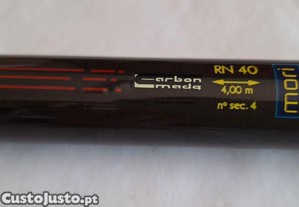 Carbon
made
RN 40
4,00 m
nº sec. 4
mori
CustoJusto.pt